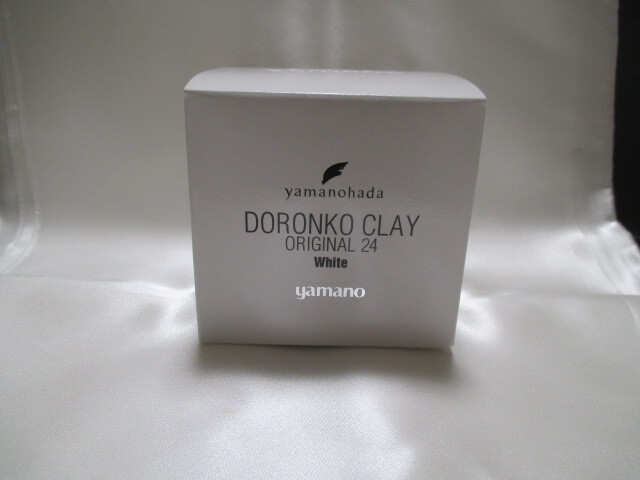 yamanohada
DORONKO CLAY
ORIGINAL 24
White
yamano